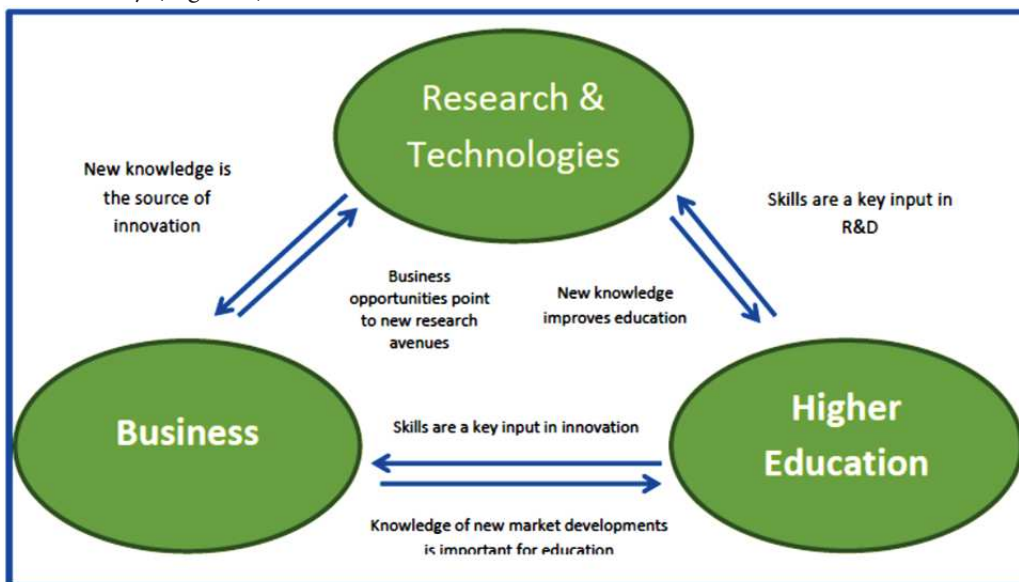 Research &
Technologies
New knowledge is
the source of
innovation
Skills are a key input in
R&D
Business
opportunities point
to new research
avenues
New knowledge
improves education
Business
Skills are a key input in innovation
Higher
Education
Knowledge of new market developments
is important for education